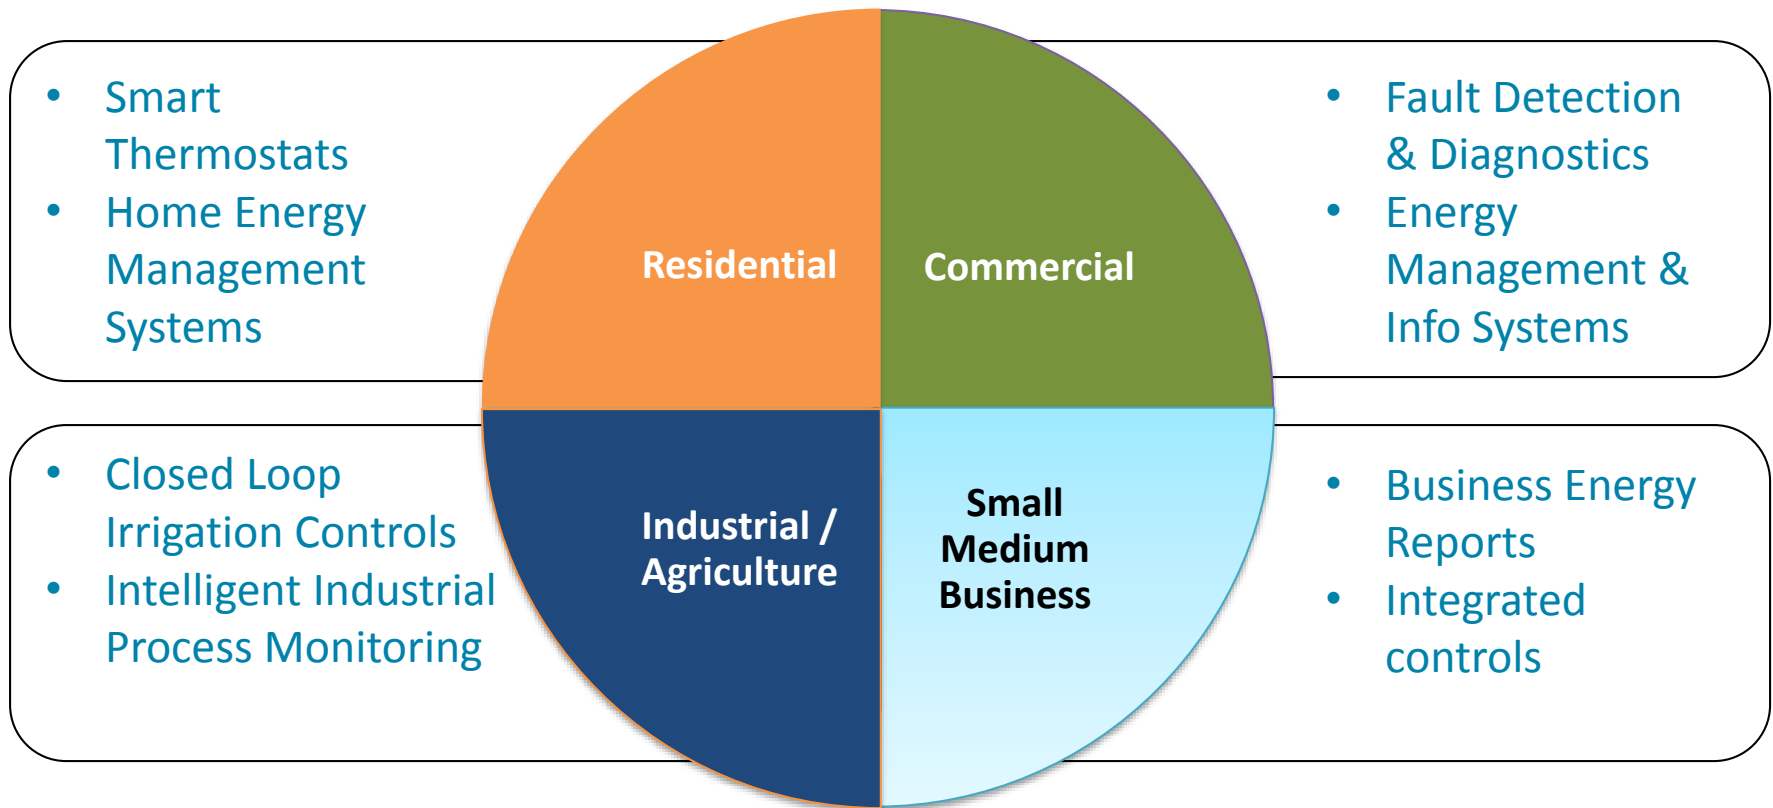 • Smart
Thermostats
• Home Energy
Management
Systems
Residential
Commercial
• Fault Detection
& Diagnostics
• Energy
Management &
Info Systems
• Closed Loop
Irrigation Controls
• Intelligent Industrial
Process Monitoring
Industrial /
Agriculture
Small
Medium
Business
• Business Energy
Reports
• Integrated
controls